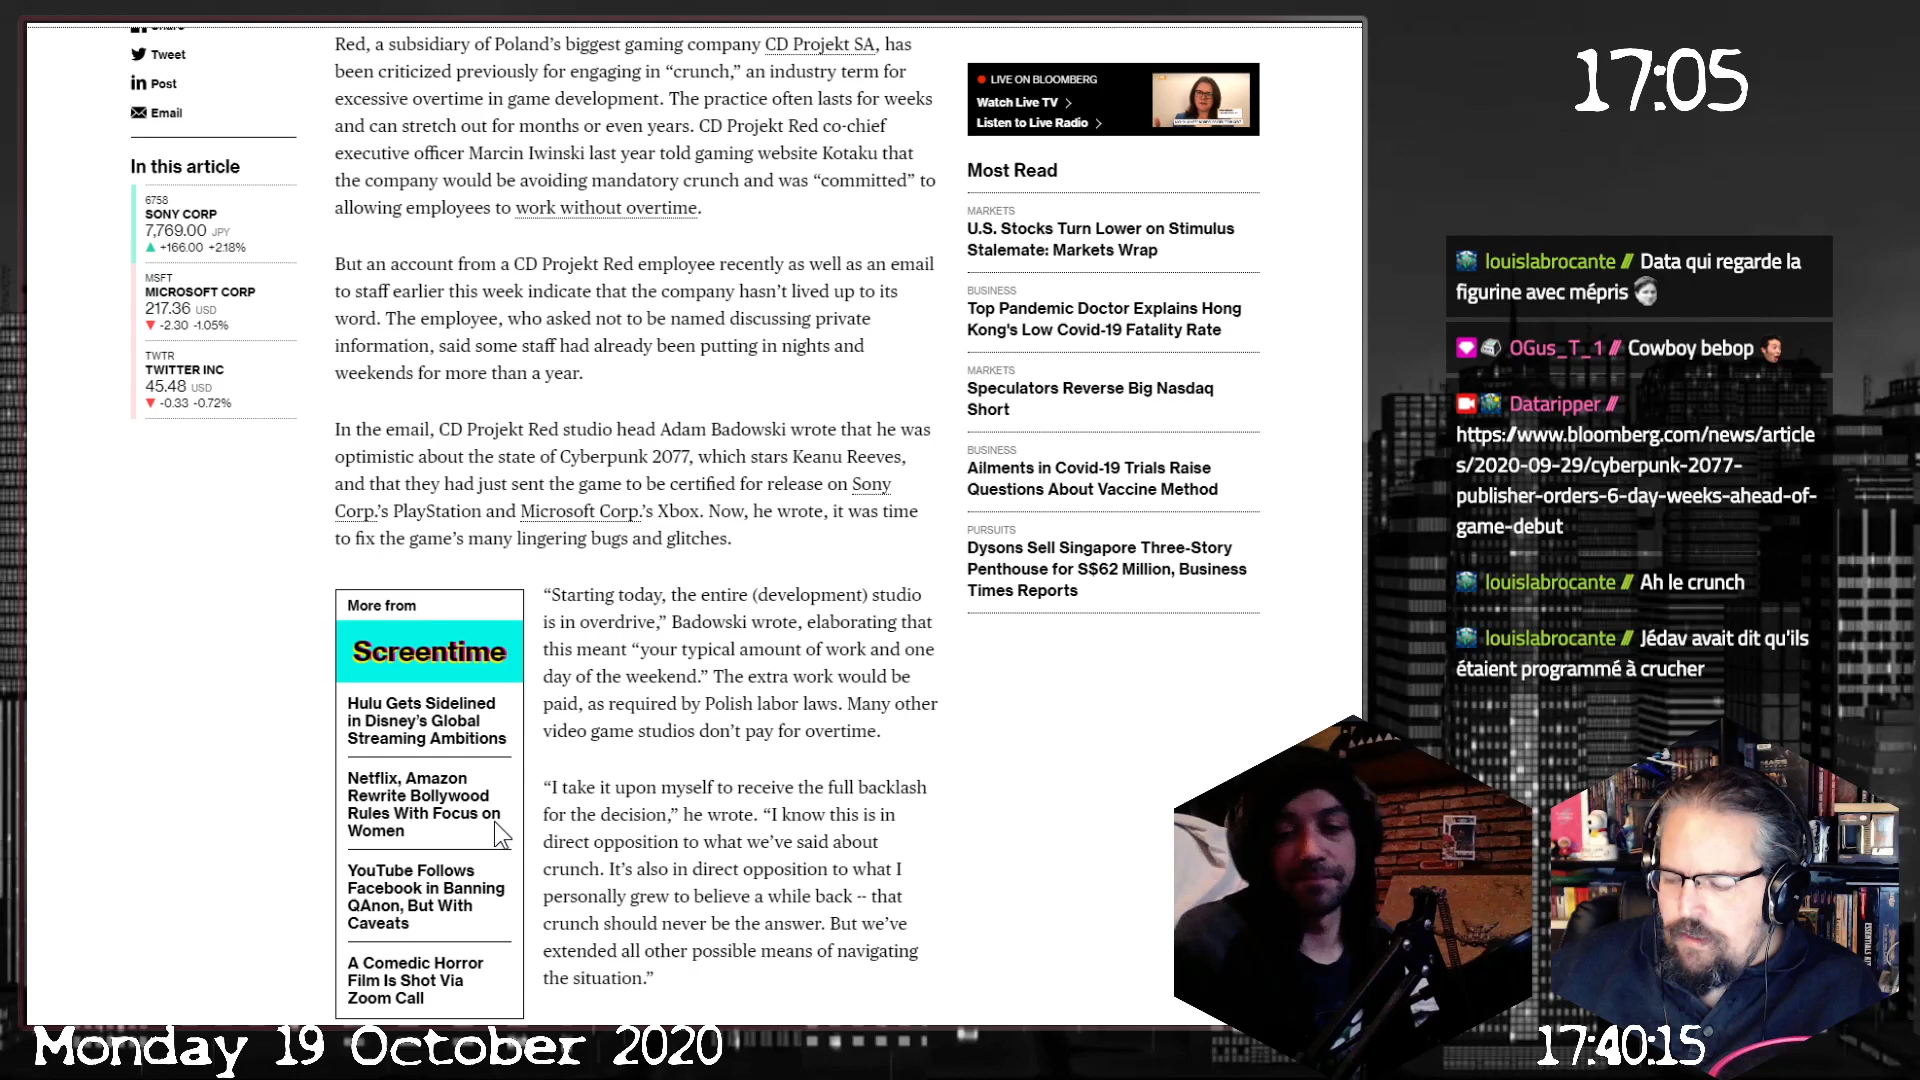 Share
Tweet
Post
Email
In this article
6758
SONY CORP
7,769.00 JPY
+166.00 +2.18%
MSFT
MICROSOFT CORP
217.36 USD
-2.30 -1.05%
TWTR
TWITTER INC
45.48 USD
-0.33 -0.72%
Red, a subsidiary of Poland’s biggest gaming company CD Projekt SA, has
been criticized previously for engaging in “crunch,” an industry term for
excessive overtime in game development. The practice often lasts for weeks
and can stretch out for months or even years. CD Projekt Red co-chief
executive officer Marcin Iwinski last year told gaming website Kotaku that
the company would be avoiding mandatory crunch and was “committed” to
allowing employees to work without overtime.
But an account from a CD Projekt Red employee recently as well as an email
to staff earlier this week indicate that the company hasn’t lived up to its
word. The employee, who asked not to be named discussing private
information, said some staff had already been putting in nights and
weekends for more than a year.
In the email, CD Projekt Red studio head Adam Badowski wrote that he was
optimistic about the state of Cyberpunk 2077, which stars Keanu Reeves,
and that they had just sent the game to be certified for release on Sony
Corp.’s PlayStation and Microsoft Corp.’s Xbox. Now, he wrote, it was time
to fix the game’s many lingering bugs and glitches.
More from
Screentime
Hulu Gets Sidelined
in Disney’s Global
Streaming Ambitions
Netflix, Amazon
Rewrite Bollywood
Rules With Focus on
Women
YouTube Follows
Facebook in Banning
QAnon, But With
Caveats
A Comedic Horror
Film Is Shot Via
Zoom Call
“Starting today, the entire (development) studio
is in overdrive,” Badowski wrote, elaborating that
this meant “your typical amount of work and one
day of the weekend.” The extra work would be
paid, as required by Polish labor laws. Many other
video game studios don’t pay for overtime.
“I take it upon myself to receive the full backlash
for the decision,” he wrote. “I know this is in
direct opposition to what we’ve said about
crunch. It’s also in direct opposition to what I
personally grew to believe a while back -- that
crunch should never be the answer. But we’ve
extended all other possible means of navigating
the situation.”
LIVE ON BLOOMBERG
Watch Live TV
Listen to Live Radio
Most Read
MARKETS
U.S. Stocks Turn Lower on Stimulus
Stalemate: Markets Wrap
BUSINESS
Top Pandemic Doctor Explains Hong
Kong's Low Covid-19 Fatality Rate
MARKETS
Speculators Reverse Big Nasdaq
Short
BUSINESS
Ailments in Covid-19 Trials Raise
Questions About Vaccine Method
PURSUITS
Dysons Sell Singapore Three-Story
Penthouse for S$62 Million, Business
Times Reports
17:05
louislabrocante // Data qui regarde la
figurine avec mépris
OGus_T_1 // Cowboy bebop
Dataripper //
https://www.bloomberg.com/news/article
s/2020-09-29/cyberpunk-2077-
publisher-orders-6-day-weeks-ahead-of-
game-debut
louislabrocante // Ah le crunch
louislabrocante // Jédav avait dit qu'ils
étaient programmé à crucher
Monday 19 October 2020
17:40:15